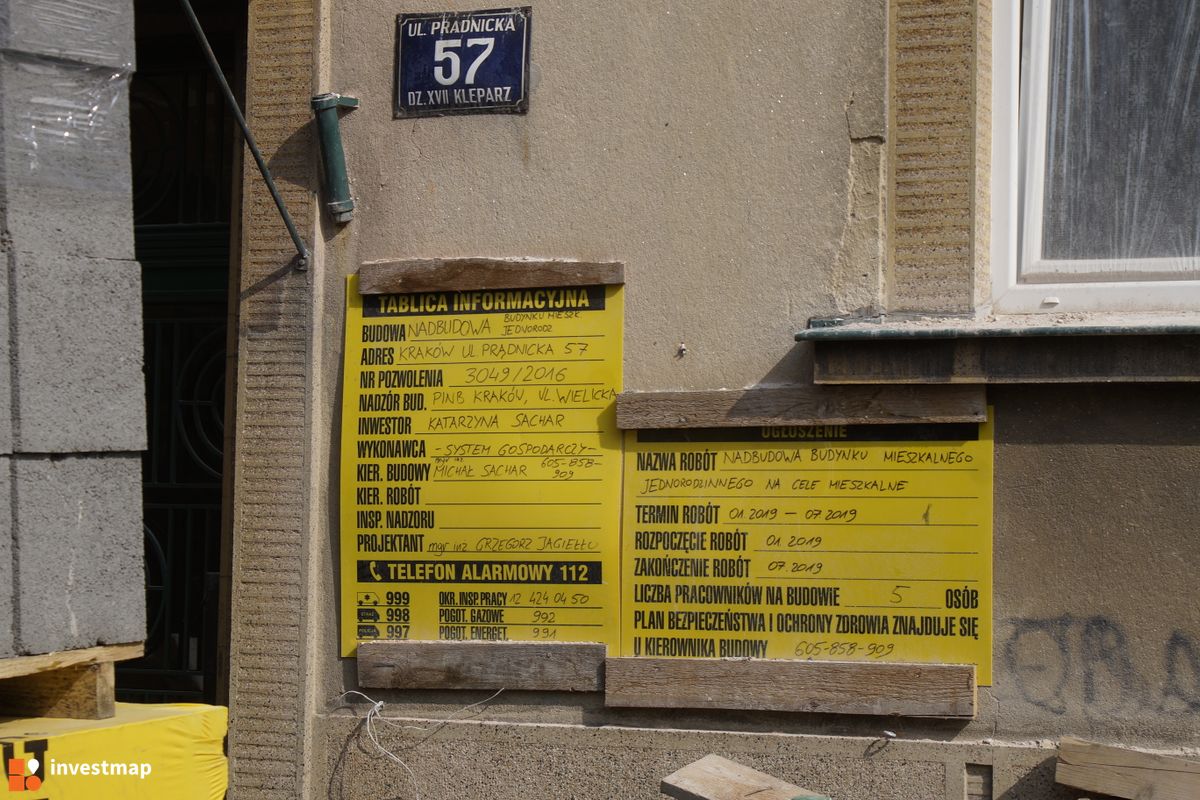 UL. PRĄDNICKA
57
DZ. XVII KLEPARZ
TABLICA INFORMACYJNA
BUDOWA NADBUDOWA BUDYNKU MIESZK. JEDNORODZ
ADRES KRAKÓW UL. PRĄDNICKA 57
NR POZWOLENIA 3049/2016
NADZÓR BUD. PINB KRAKÓW, UL. WIELICKA
INWESTOR KATARZYNA SACHAR
WYKONAWCA - SYSTEM GOSPODARCZY -
KIER. BUDOWY mgr inż. MICHAŁ SACHAR 605-858-909
KIER. ROBÓT
INSP. NADZORU
PROJEKTANT mgr inż. GRZEGORZ JAGIEŁŁO
TELEFON ALARMOWY 112
999 OKR. INSP. PRACY 12 424 04 50
998 POGOT. GAZOWE 992
997 POGOT. ENERGET. 991
OGŁOSZENIE
NAZWA ROBÓT NADBUDOWA BUDYNKU MIESZKALNEGO
JEDNORODZINNEGO NA CELE MIESZKALNE
TERMIN ROBÓT 01.2019 - 07.2019
ROZPOCZĘCIE ROBÓT 01.2019
ZAKOŃCZENIE ROBÓT 07.2019
LICZBA PRACOWNIKÓW NA BUDOWIE 5 OSÓB
PLAN BEZPIECZEŃSTWA I OCHRONY ZDROWIA ZNAJDUJE SIĘ
U KIEROWNIKA BUDOWY 605-858-909
investmap